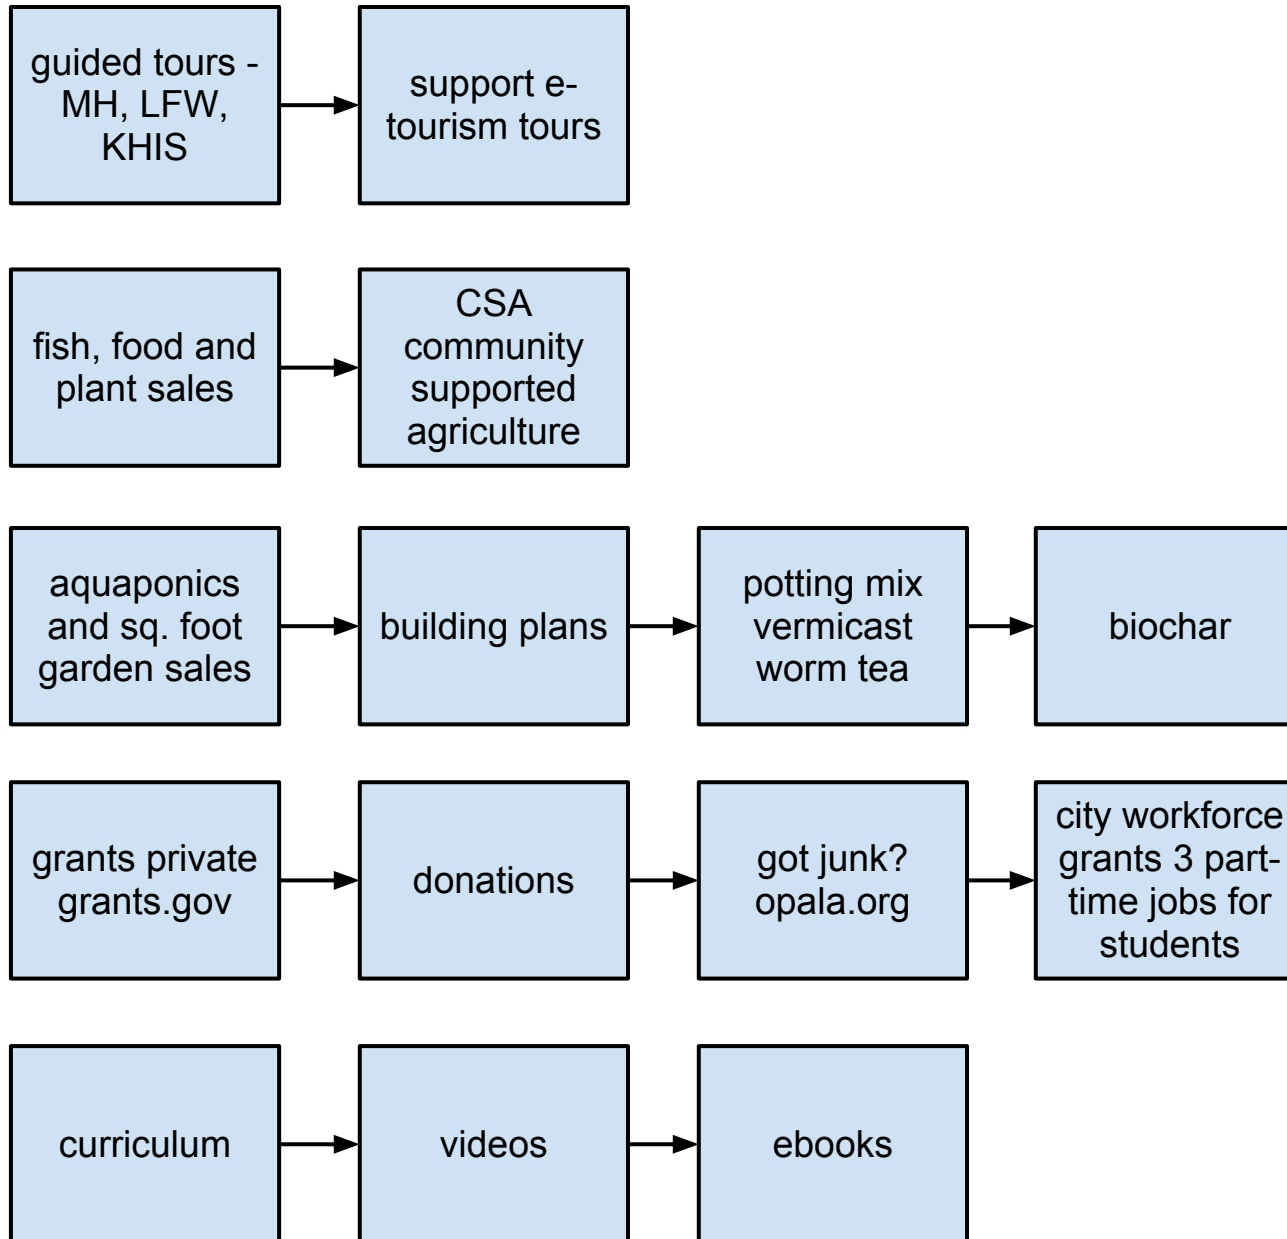 guided tours -
MH, LFW,
KHIS
support e-
tourism tours
fish, food and
plant sales
CSA
community
supported
agriculture
aquaponics
and sq. foot
garden sales
building plans
potting mix
vermicast
worm tea
biochar
grants private
grants.gov
donations
got junk?
opala.org
city workforce
grants 3 part-
time jobs for
students
curriculum
videos
ebooks